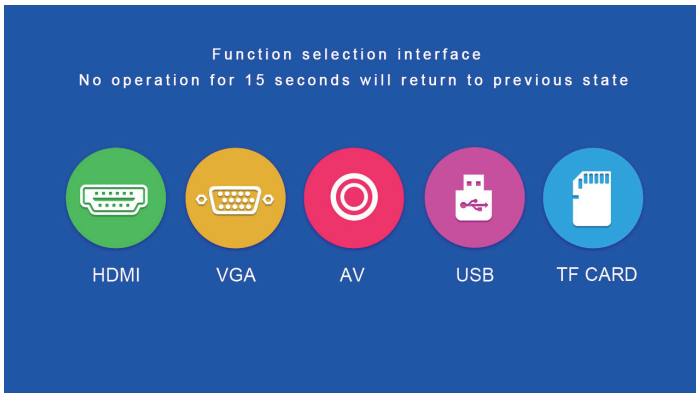 Function selection interface
No operation for 15 seconds will return to previous state
HDMI VGA AV USB TF CARD